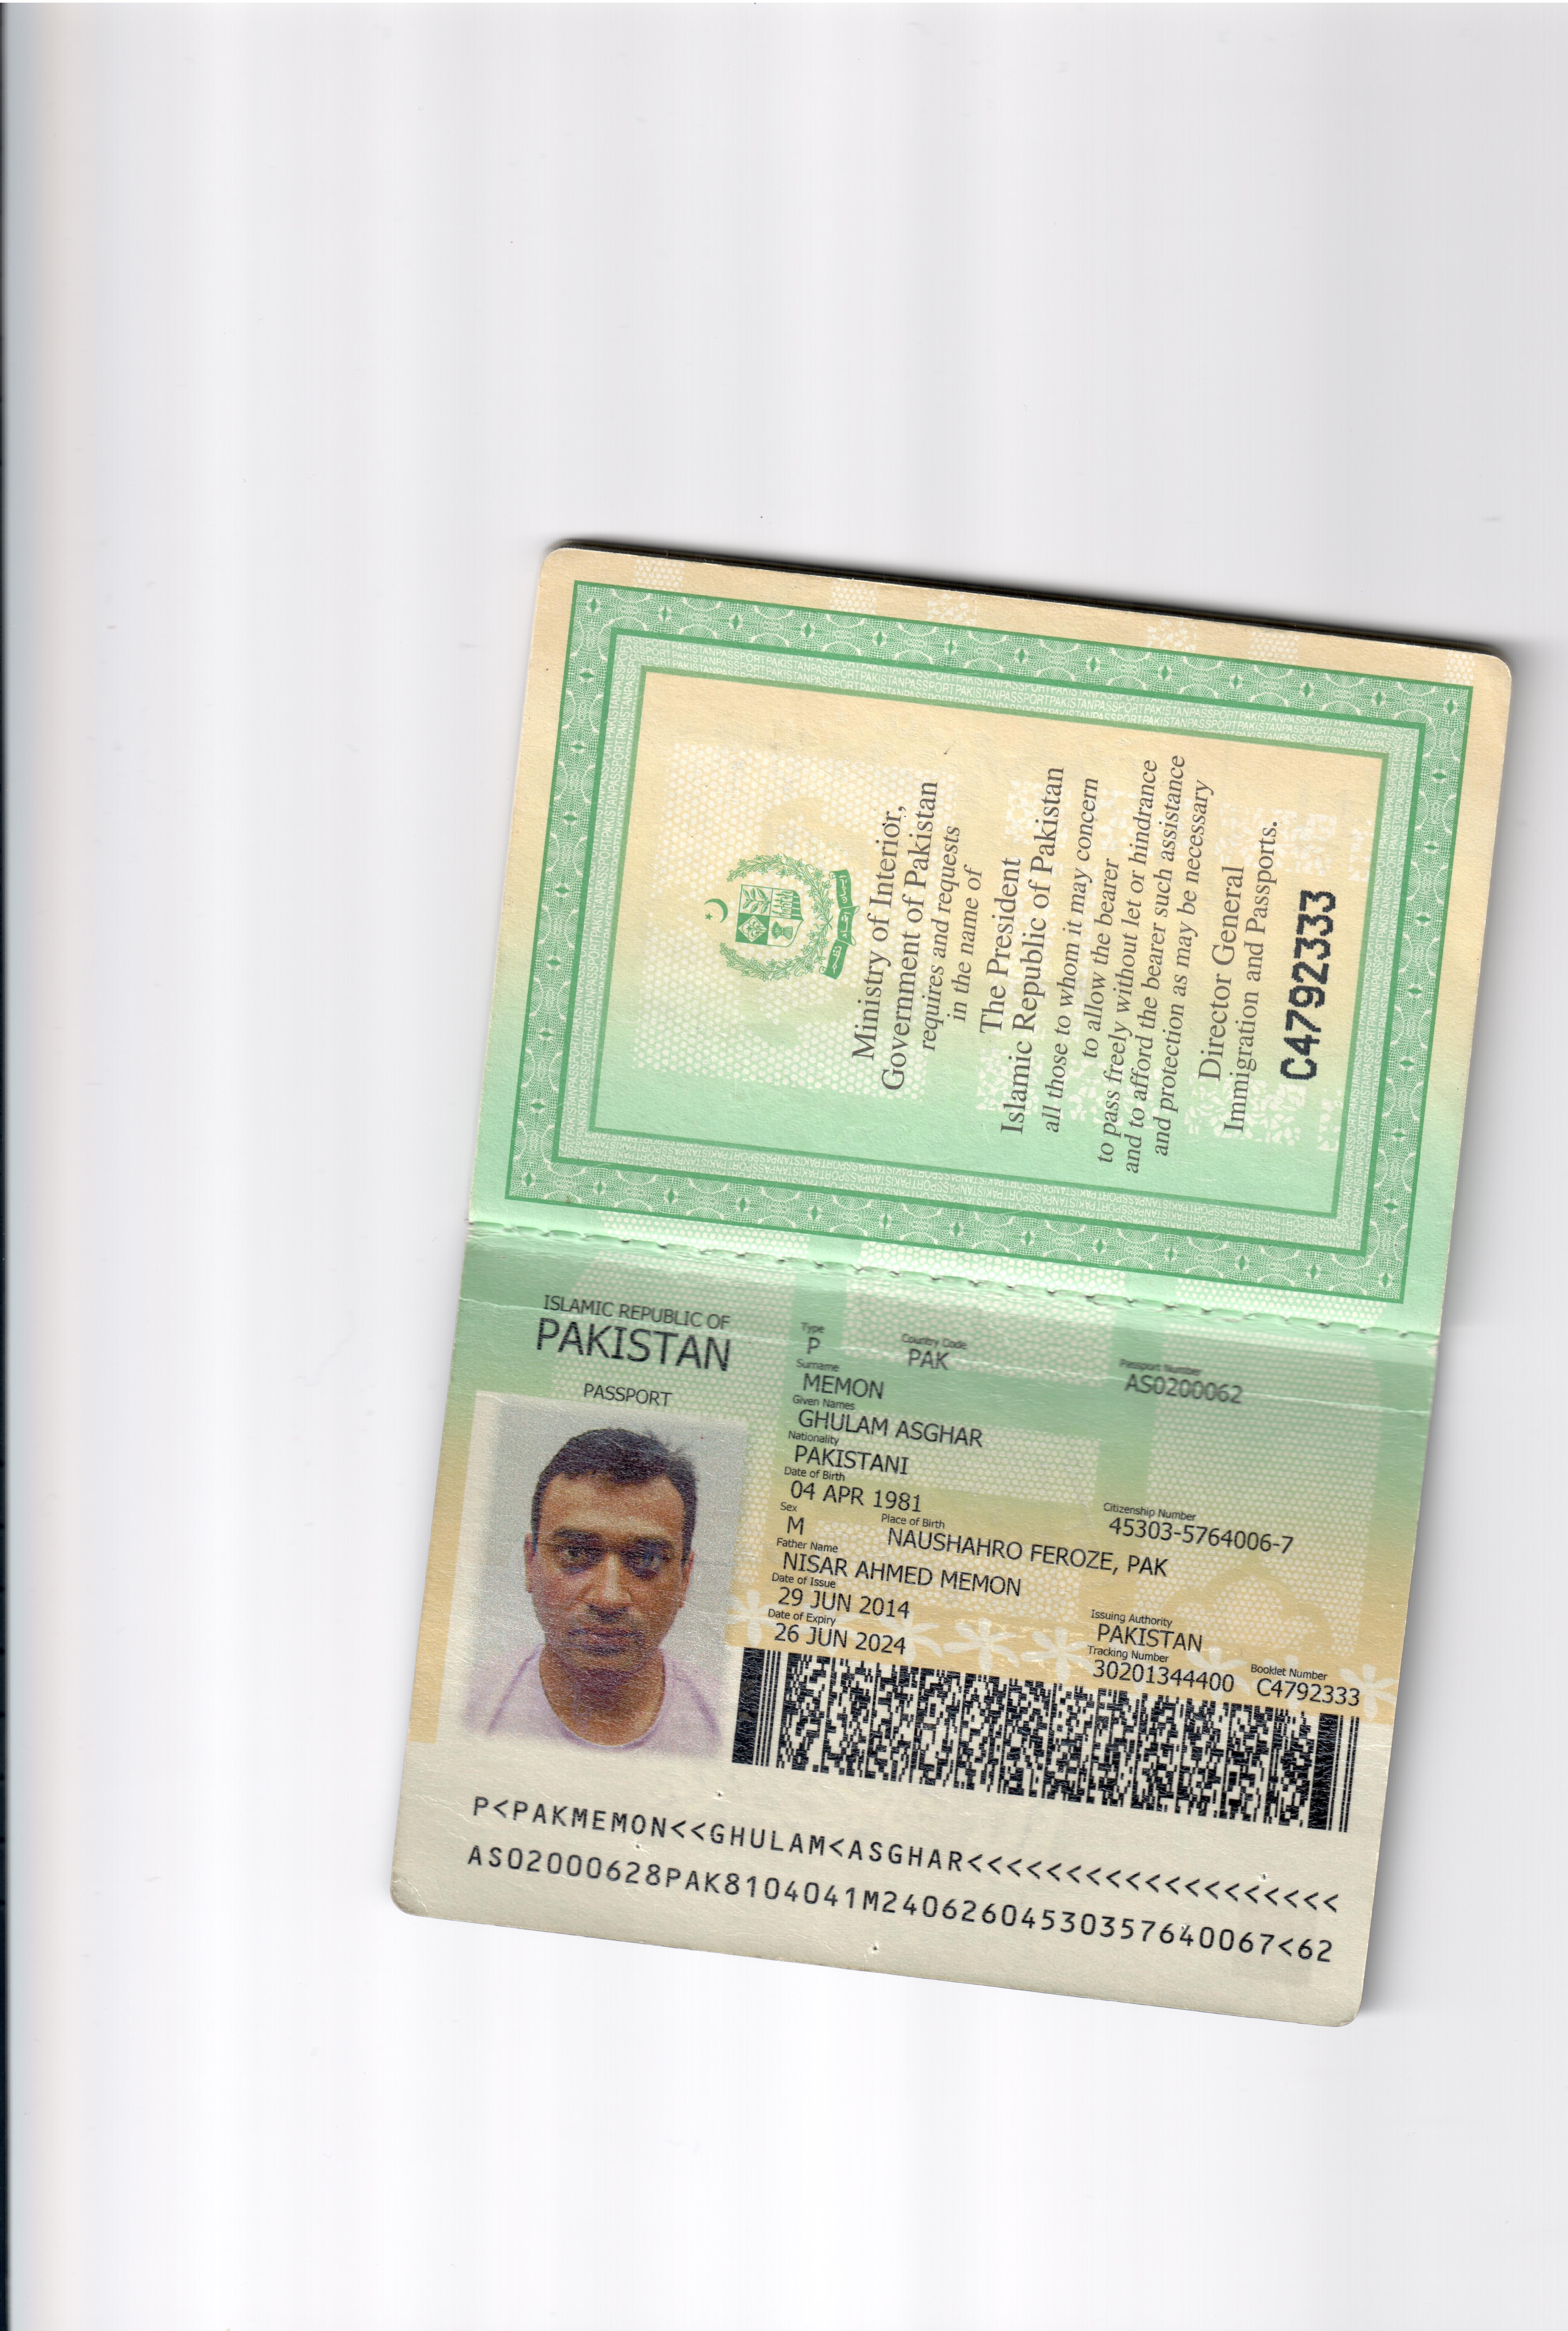 Ministry of Interior,
Government of Pakistan
requires and requests
in the name of
The President
Islamic Republic of Pakistan
all those to whom it may concern
to allow the bearer
to pass freely without let or hindrance
and to afford the bearer such assistance
and protection as may be necessary
Director General
Immigration and Passports.
C4792333
ISLAMIC REPUBLIC OF
PAKISTAN
PASSPORT
Type Country Code Passport Number
P PAK AS0200062
Surname
MEMON
Given Names
GHULAM ASGHAR
Nationality
PAKISTANI
Date of Birth Citizenship Number
04 APR 1981 45303-5764006-7
Sex Place of Birth
M NAUSHAHRO FEROZE, PAK
Father Name
NISAR AHMED MEMON
Date of Issue Issuing Authority
29 JUN 2014 PAKISTAN
Date of Expiry Tracking Number Booklet Number
26 JUN 2024 30201344400 C4792333
P<PAKMEMON<<GHULAM<ASGHAR<<<<<<<<<<<<<<<<<<<
AS02000628PAK8104041M24062604530357640067<62